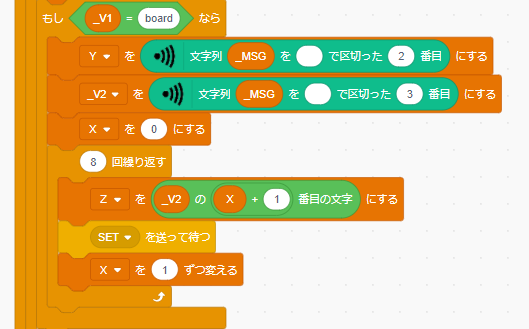 もし _V1 = board なら
Y を 文字列 _MSG を で区切った 2 番目 にする
_V2 を 文字列 _MSG を で区切った 3 番目 にする
X を 0 にする
8 回繰り返す
Z を _V2 の X + 1 番目の文字 にする
SET を送って待つ
X を 1 ずつ変える